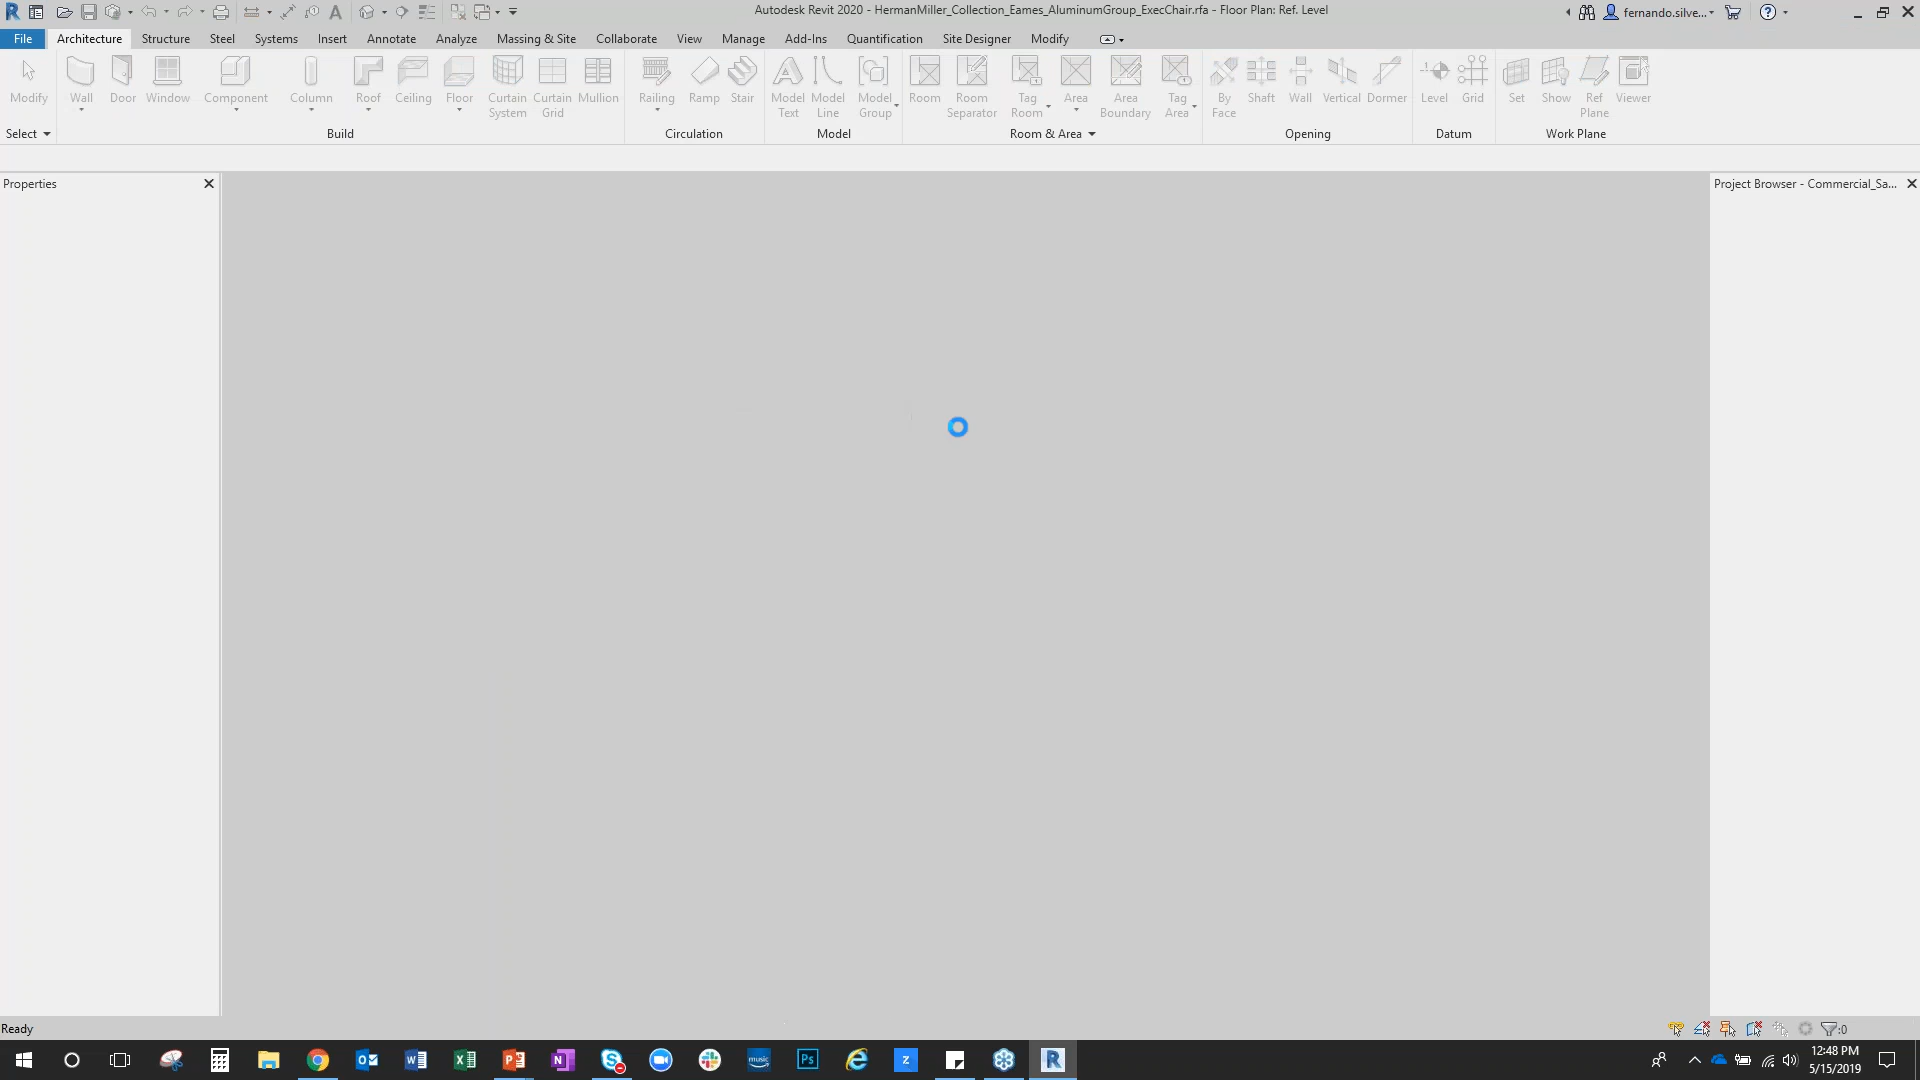 Autodesk Revit 2020 - HermanMiller_Collection_Eames_AluminumGroup_ExecChair.rfa - Floor Plan: Ref. Level
fernando.silve...
File Architecture Structure Steel Systems Insert Annotate Analyze Massing & Site Collaborate View Manage Add-Ins Quantification Site Designer Modify
Modify
Wall
Door
Window
Component
Column
Roof
Ceiling
Floor
Curtain
System
Curtain
Grid
Mullion
Railing
Ramp
Stair
Model
Text
Model
Line
Model
Group
Room
Room
Separator
Tag
Room
Area
Area
Boundary
Tag
Area
By
Face
Shaft
Wall
Vertical
Dormer
Level
Grid
Set
Show
Ref
Plane
Viewer
Select
Build
Circulation
Model
Room & Area
Opening
Datum
Work Plane
Properties
Project Browser - Commercial_Sa...
Ready
:0
music
12:48 PM
5/15/2019